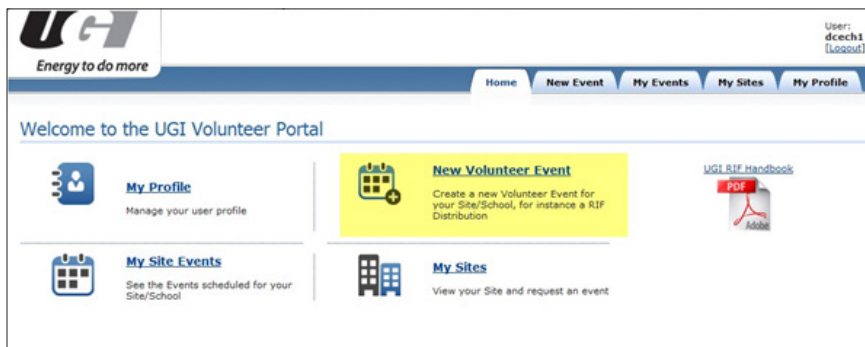 UGI
Energy to do more
User:
dcech1
[Logout]
Home New Event My Events My Sites My Profile
Welcome to the UGI Volunteer Portal
My Profile
Manage your user profile
New Volunteer Event
Create a new Volunteer Event for
your Site/School, for instance a RIF
Distribution
UGI RIF Handbook
PDF
Adobe
My Site Events
See the Events scheduled for your
Site/School
My Sites
View your Site and request an event